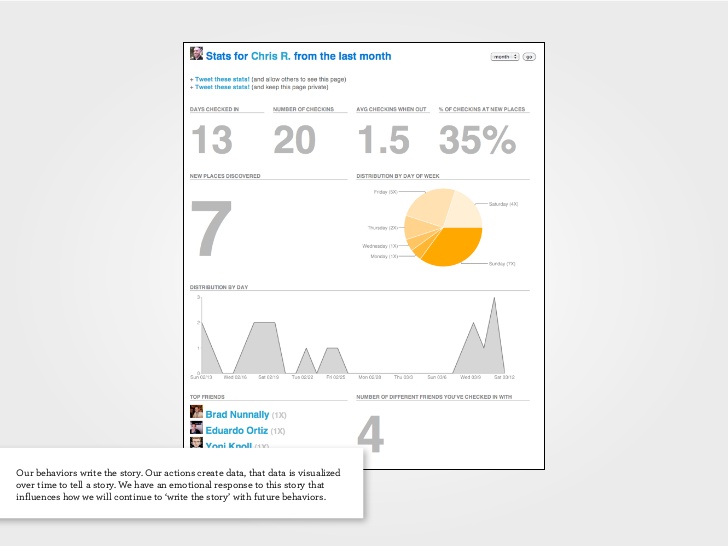 Stats for Chris R. from the last month
month
go
+ Tweet these stats! (and allow others to see this page)
+ Tweet these stats! (and keep this page private)
DAYS CHECKED IN
NUMBER OF CHECKINS
AVG CHECKINS WHEN OUT
% OF CHECKINS AT NEW PLACES
13
20
1.5
35%
NEW PLACES DISCOVERED
DISTRIBUTION BY DAY OF WEEK
7
Friday (5X)
Saturday (4X)
Thursday (2X)
Wednesday (1X)
Monday (1X)
Sunday (7X)
DISTRIBUTION BY DAY
3
2
1
0
Sun 02/13
Wed 02/16
Sat 02/19
Tue 02/22
Fri 02/25
Mon 02/28
Thu 03/3
Sun 03/6
Wed 03/9
Sat 03/12
TOP FRIENDS
NUMBER OF DIFFERENT FRIENDS YOU'VE CHECKED IN WITH
Brad Nunnally (1X)
Eduardo Ortiz (1X)
Yoni Knoll (1X)
4
Our behaviors write the story. Our actions create data, that data is visualized
over time to tell a story. We have an emotional response to this story that
influences how we will continue to ‘write the story’ with future behaviors.